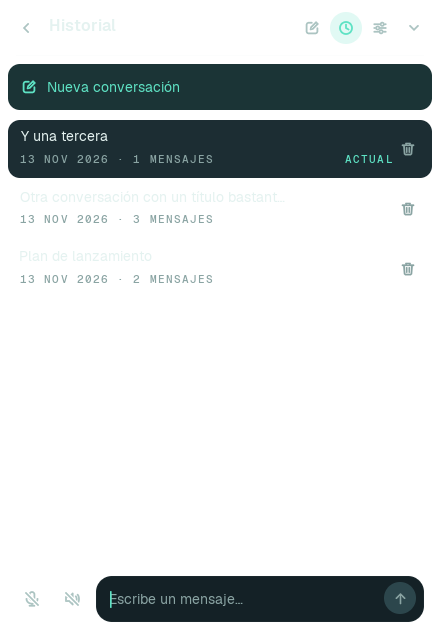 Historial
Nueva conversación
Y una tercera
13 NOV 2026 · 1 MENSAJES
ACTUAL
Otra conversación con un titulo bastant...
13 NOV 2026 · 3 MENSAJES
Plan de lanzamiento
13 NOV 2026 · 2 MENSAJES
Escribe un mensaje...